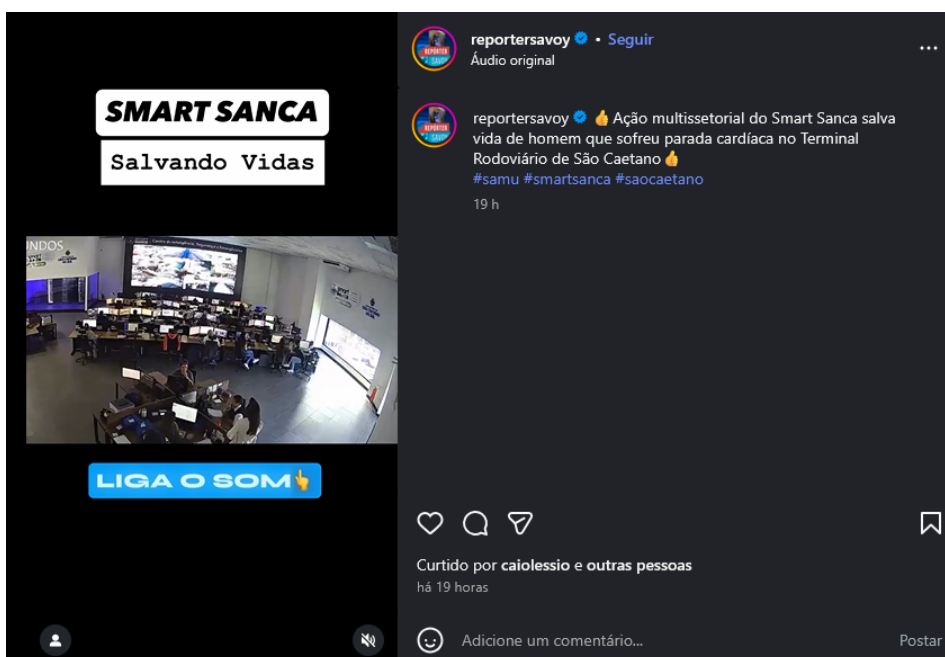 SMART SANCA
Salvando Vidas
UNDOS
LIGA O SOM👆
reportersavoy • Seguir
Áudio original
reportersavoy 👍Ação multissetorial do Smart Sanca salva
vida de homem que sofreu parada cardíaca no Terminal
Rodoviário de São Caetano👍
#samu #smartsanca #saocaetano
19 h
Curtido por caiolessio e outras pessoas
há 19 horas
Adicione um comentário...
Postar